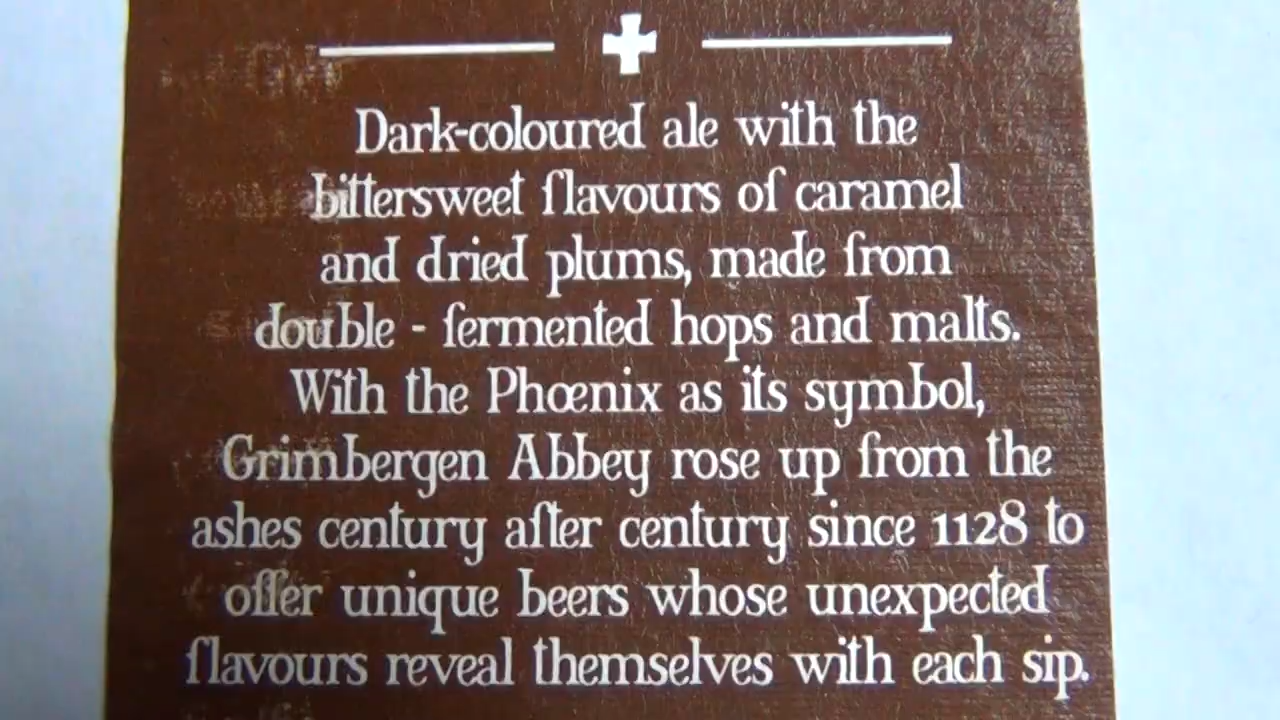 Dark-coloured ale with the
bittersweet flavours of caramel
and dried plums, made from
double - fermented hops and malts.
With the Phœnix as its symbol,
Grimbergen Abbey rose up from the
ashes century after century since 1128 to
offer unique beers whose unexpected
flavours reveal themselves with each sip.